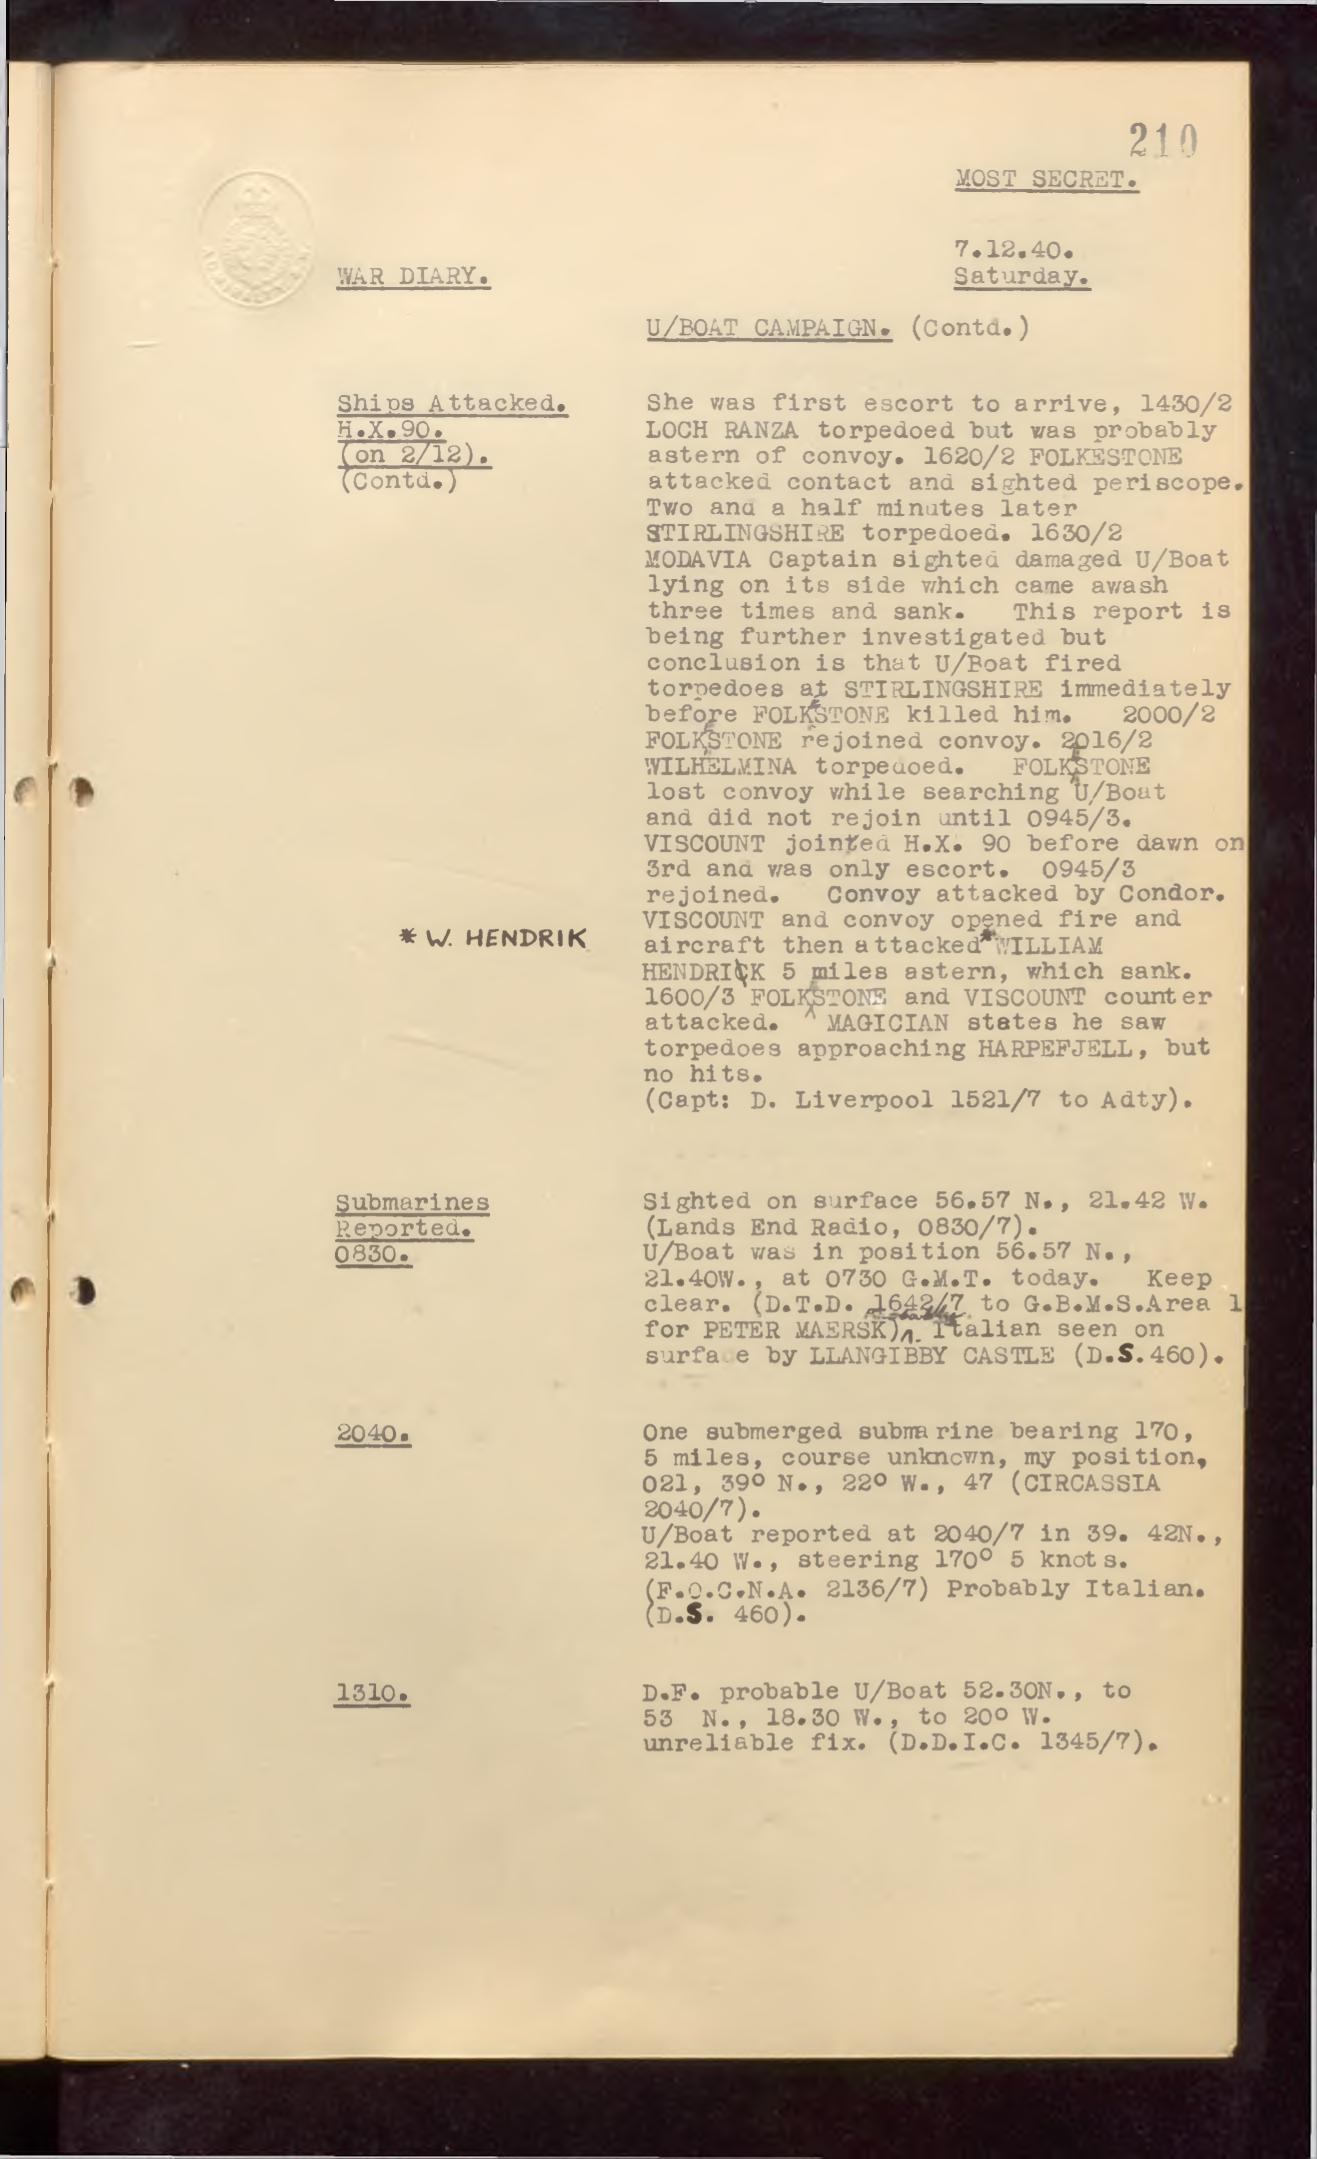 210
MOST SECRET.
7.12.40.
Saturday.
WAR DIARY.
U/BOAT CAMPAIGN. (Contd.)
Ships Attacked.
H.X.90.
(on 2/12).
(Contd.)
She was first escort to arrive, 1430/2
LOCH RANZA torpedoed but was probably
astern of convoy. 1620/2 FOLKESTONE
attacked contact and sighted periscope.
Two and a half minutes later
STIRLINGSHIRE torpedoed. 1630/2
MODAVIA Captain sighted damaged U/Boat
lying on its side which came awash
three times and sank. This report is
being further investigated but
conclusion is that U/Boat fired
torpedoes at STIRLINGSHIRE immediately
before FOLKESTONE killed him. 2000/2
FOLKESTONE rejoined convoy. 2016/2
WILHELMINA torpedoed. FOLKESTONE
lost convoy while searching U/Boat
and did not rejoin until 0945/3.
VISCOUNT joined H.X. 90 before dawn on
3rd and was only escort. 0945/3
rejoined. Convoy attacked by Condor.
VISCOUNT and convoy opened fire and
* W. HENDRIK
aircraft then attacked *WILLIAM
HENDRIK 5 miles astern, which sank.
1600/3 FOLKESTONE and VISCOUNT counter
attacked. MAGICIAN states he saw
torpedoes approaching HARPEFJELL, but
no hits.
(Capt: D. Liverpool 1521/7 to Adty).
Submarines
Reported.
0830.
Sighted on surface 56.57 N., 21.42 W.
(Lands End Radio, 0830/7).
U/Boat was in position 56.57 N.,
21.40W., at 0730 G.M.T. today. Keep
clear. (D.T.D. 1642/7 to G.B.M.S.Area 1
for PETER MAERSK). Italian seen on
surface by LLANGIBBY CASTLE (D.S.460).
2040.
One submerged submarine bearing 170,
5 miles, course unknown, my position,
021, 39º N., 22º W., 47 (CIRCASSIA
2040/7).
U/Boat reported at 2040/7 in 39. 42N.,
21.40 W., steering 170º 5 knots.
(F.O.C.N.A. 2136/7) Probably Italian.
(D.S. 460).
1310.
D.F. probable U/Boat 52.30N., to
53 N., 18.30 W., to 20º W.
unreliable fix. (D.D.I.C. 1345/7).